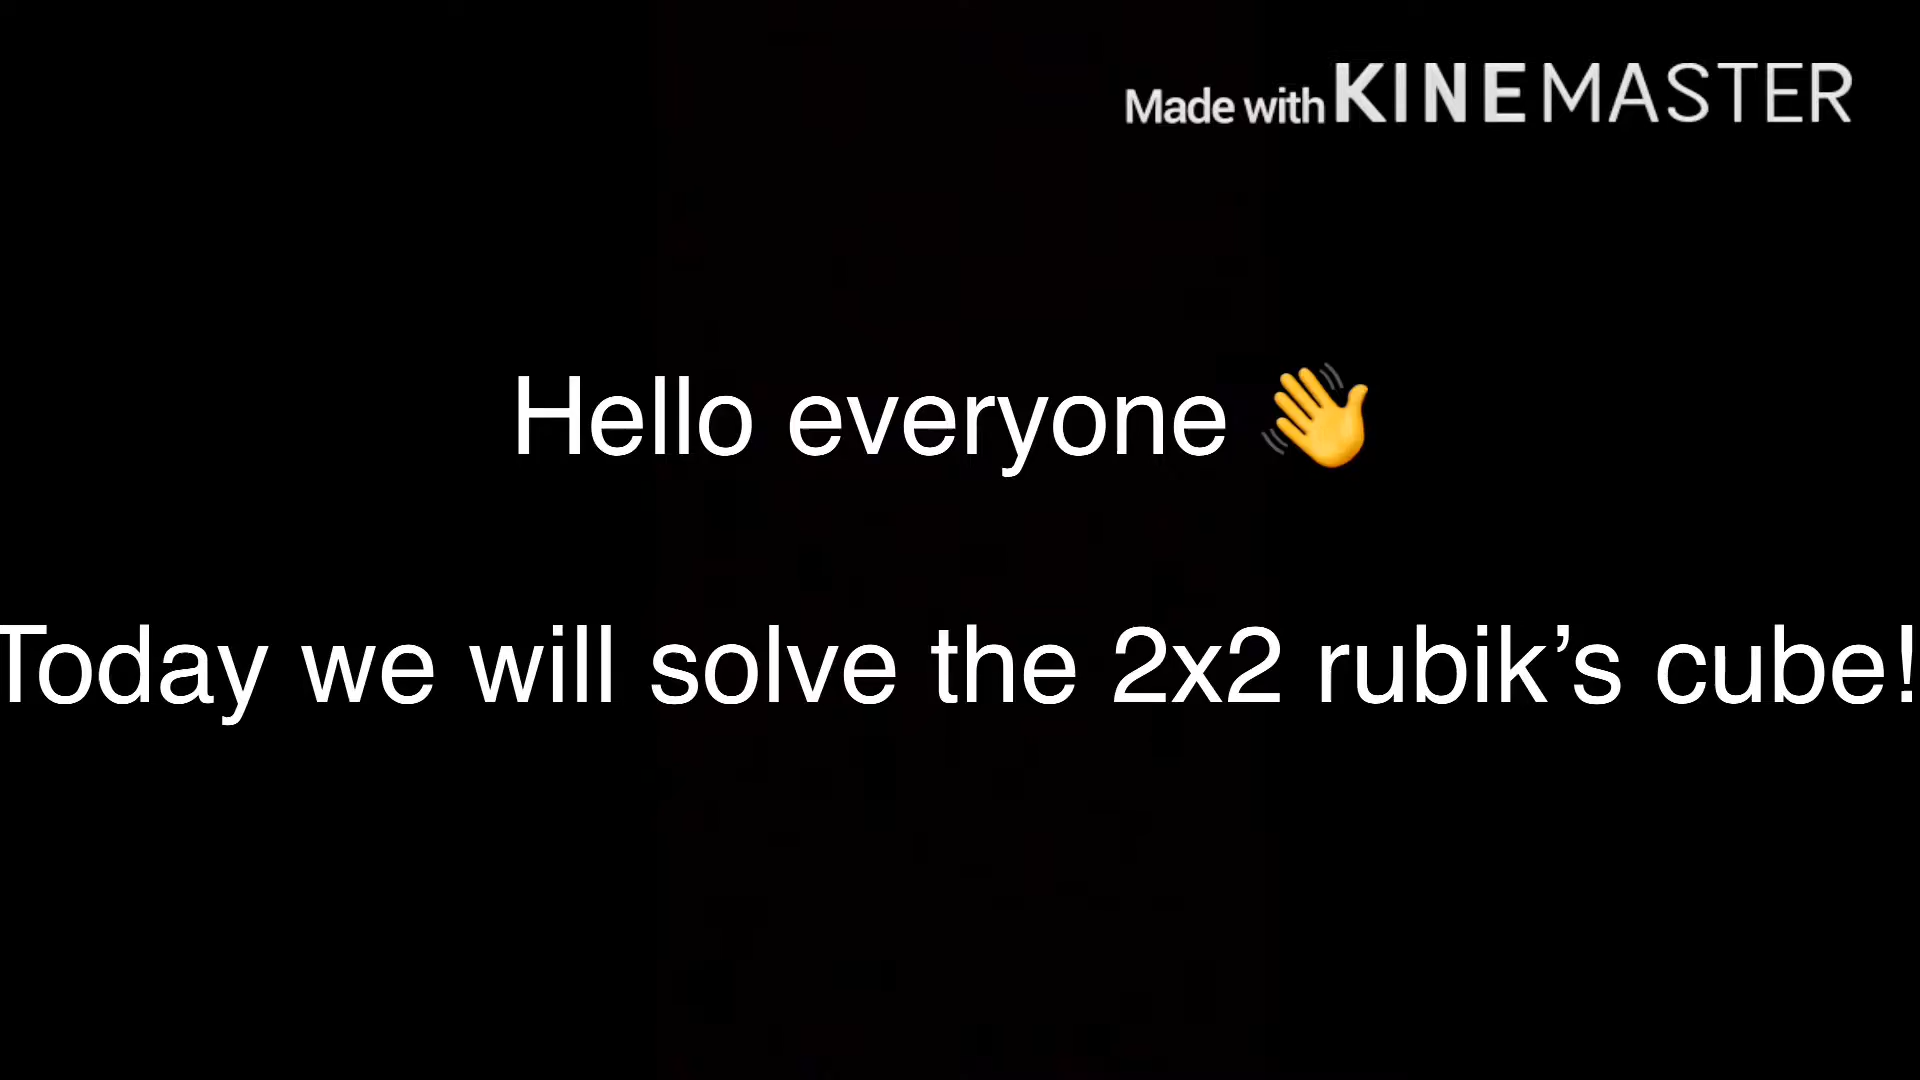 Made with KINEMASTER
Hello everyone 👋
Today we will solve the 2x2 rubik’s cube!